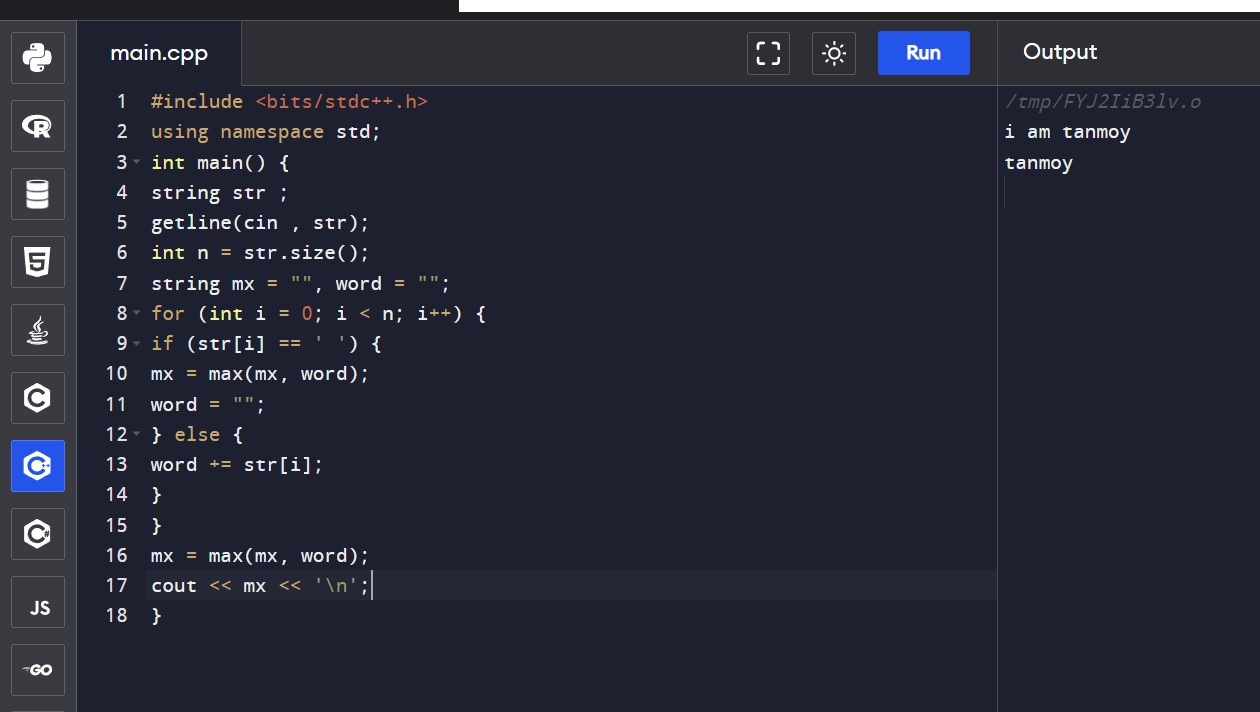 main.cpp
Run
Output
1 #include <bits/stdc++.h>
2 using namespace std;
3 int main() {
4 string str ;
5 getline(cin , str);
6 int n = str.size();
7 string mx = "", word = "";
8 for (int i = 0; i < n; i++) {
9 if (str[i] == ' ') {
10 mx = max(mx, word);
11 word = "";
12 } else {
13 word += str[i];
14 }
15 }
16 mx = max(mx, word);
17 cout << mx << '\n';
18 }
/tmp/FYJ2IiB3lv.o
i am tanmoy
tanmoy
R
5
C
C++
C#
JS
GO